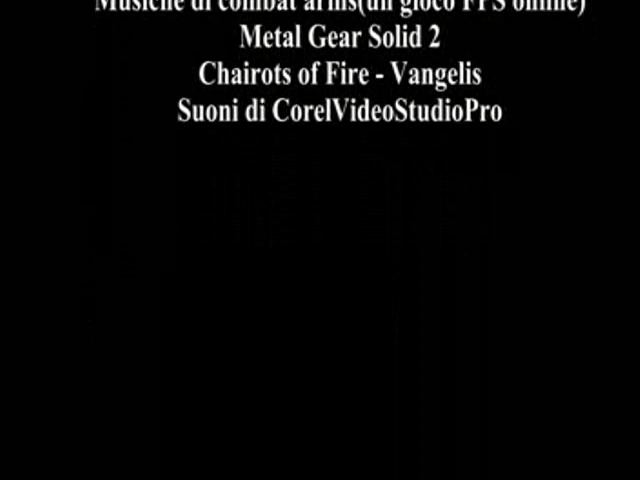 Musiche di combat arms(un gioco FPS online)
Metal Gear Solid 2
Chairots of Fire - Vangelis
Suoni di CorelVideoStudioPro